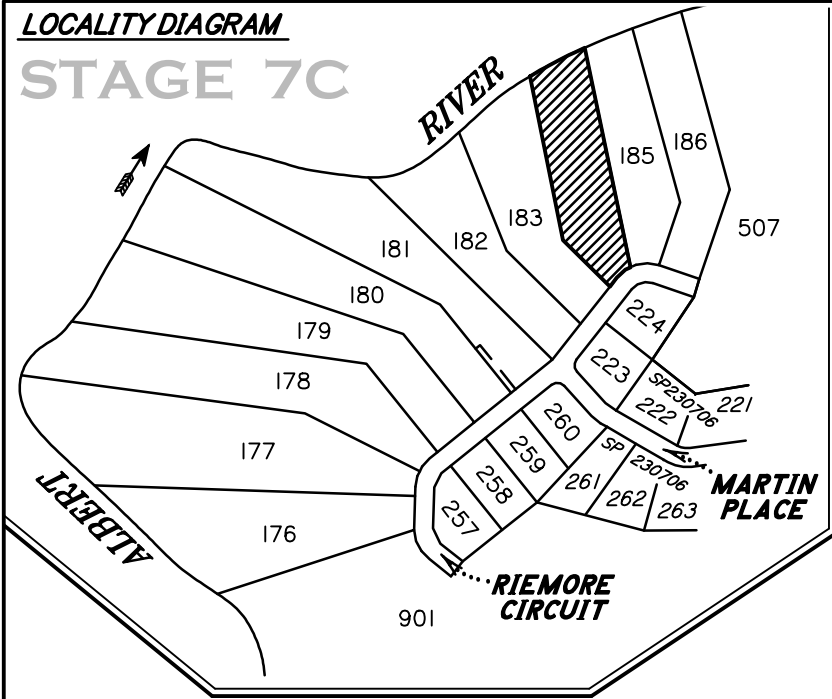 LOCALITY DIAGRAM
STAGE 7C
RIVER
185
186
183
182
181
507
180
179
178
177
176
224
223
SP230706
222
221
260
259
258
257
SP 230706
261
262
263
MARTIN
PLACE
ALBERT
RIEMORE
CIRCUIT
901